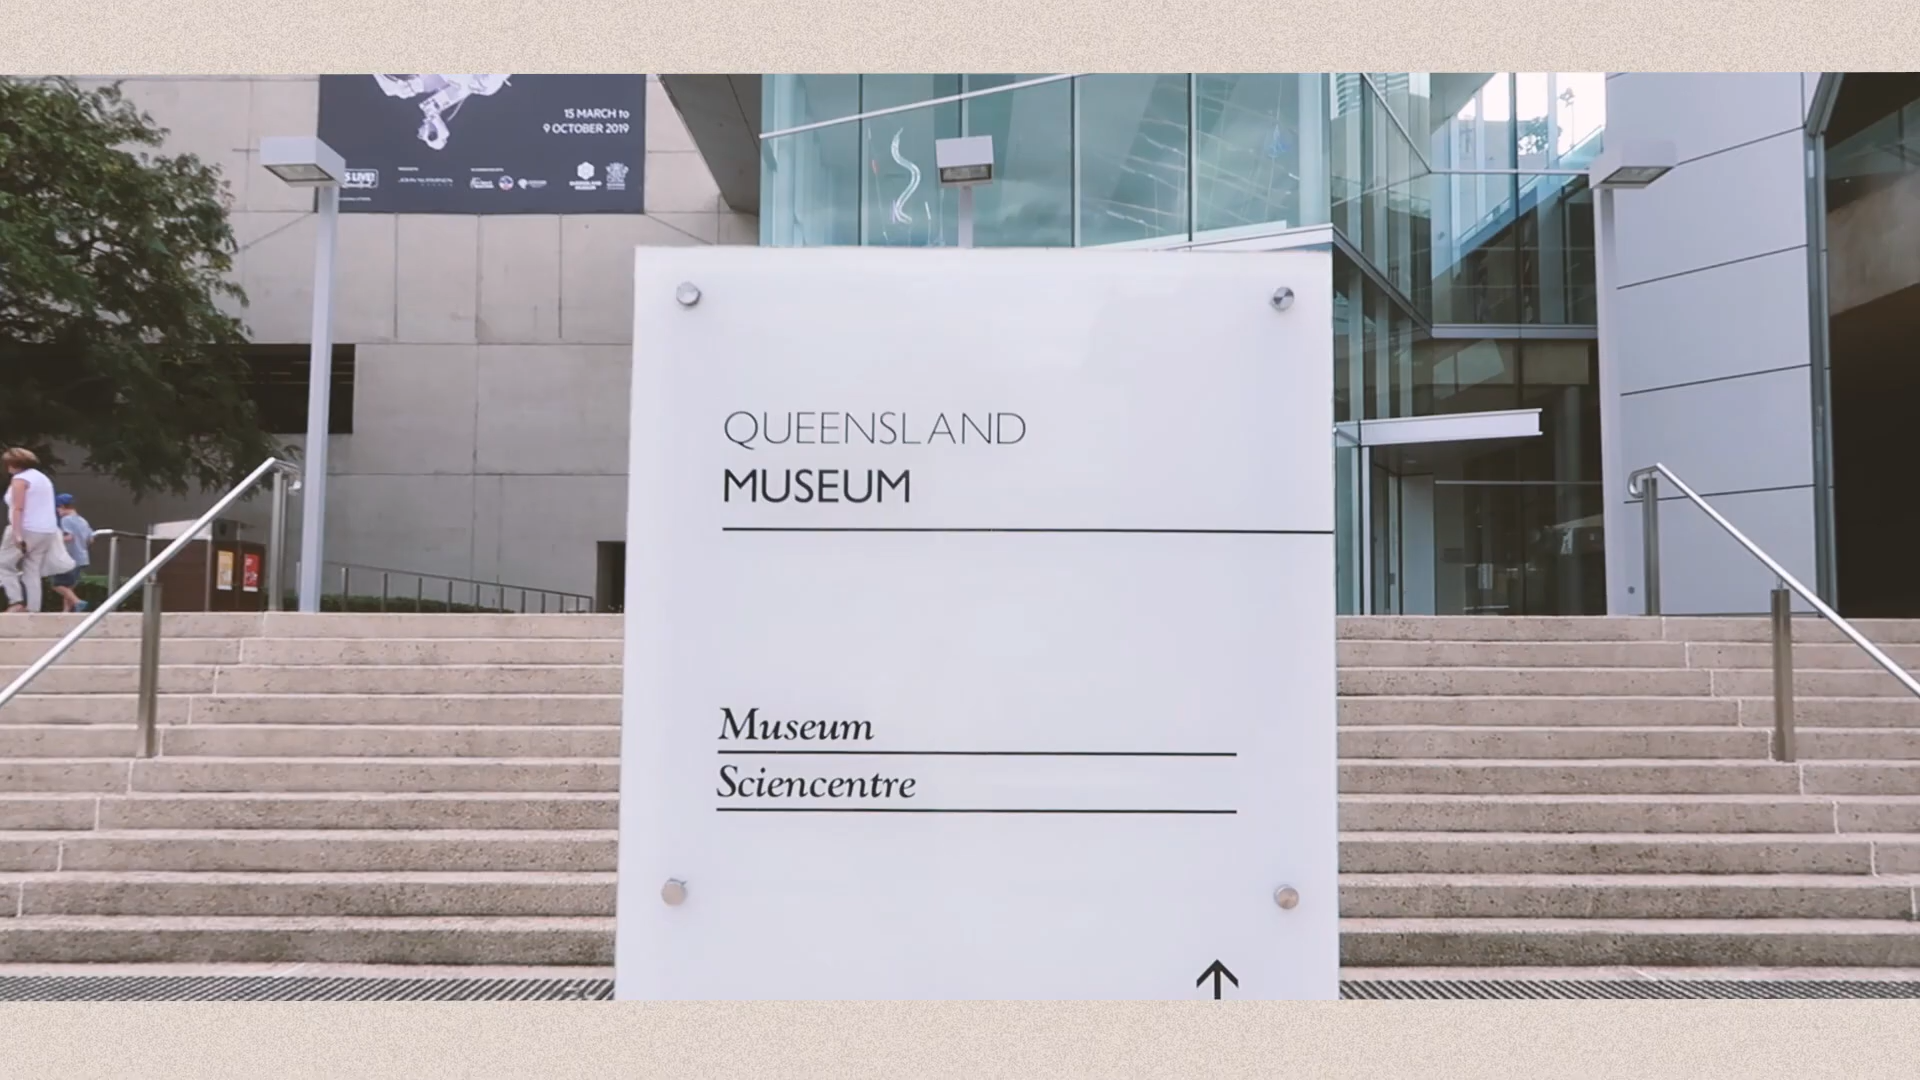 15 MARCH to
9 OCTOBER 2019
QUEENSLAND
MUSEUM
Museum
Sciencentre